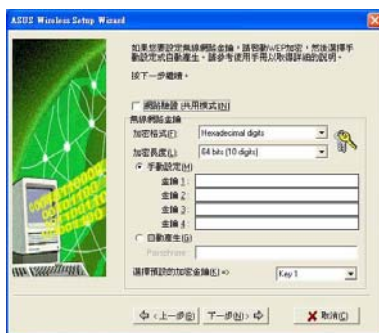 ASUS Wireless Setup Wizard
如果您要設定無線網路金鑰，請啟動WEP加密，然後選擇手
動設定或自動產生。請參考使用手冊以取得詳細的說明。
按下一步繼續。
網路驗證 (共用模式)(N)
無線網路金鑰
加密格式(F): Hexadecimal digits
加密長度(L): 64 bits (10 digits)
手動設定(M)
金鑰 1:
金鑰 2:
金鑰 3:
金鑰 4:
自動產生(G)
Passphrase:
選擇預設的加密金鑰(K) => Key 1
< 上一步(B) 下一步(N) > 取消(C)